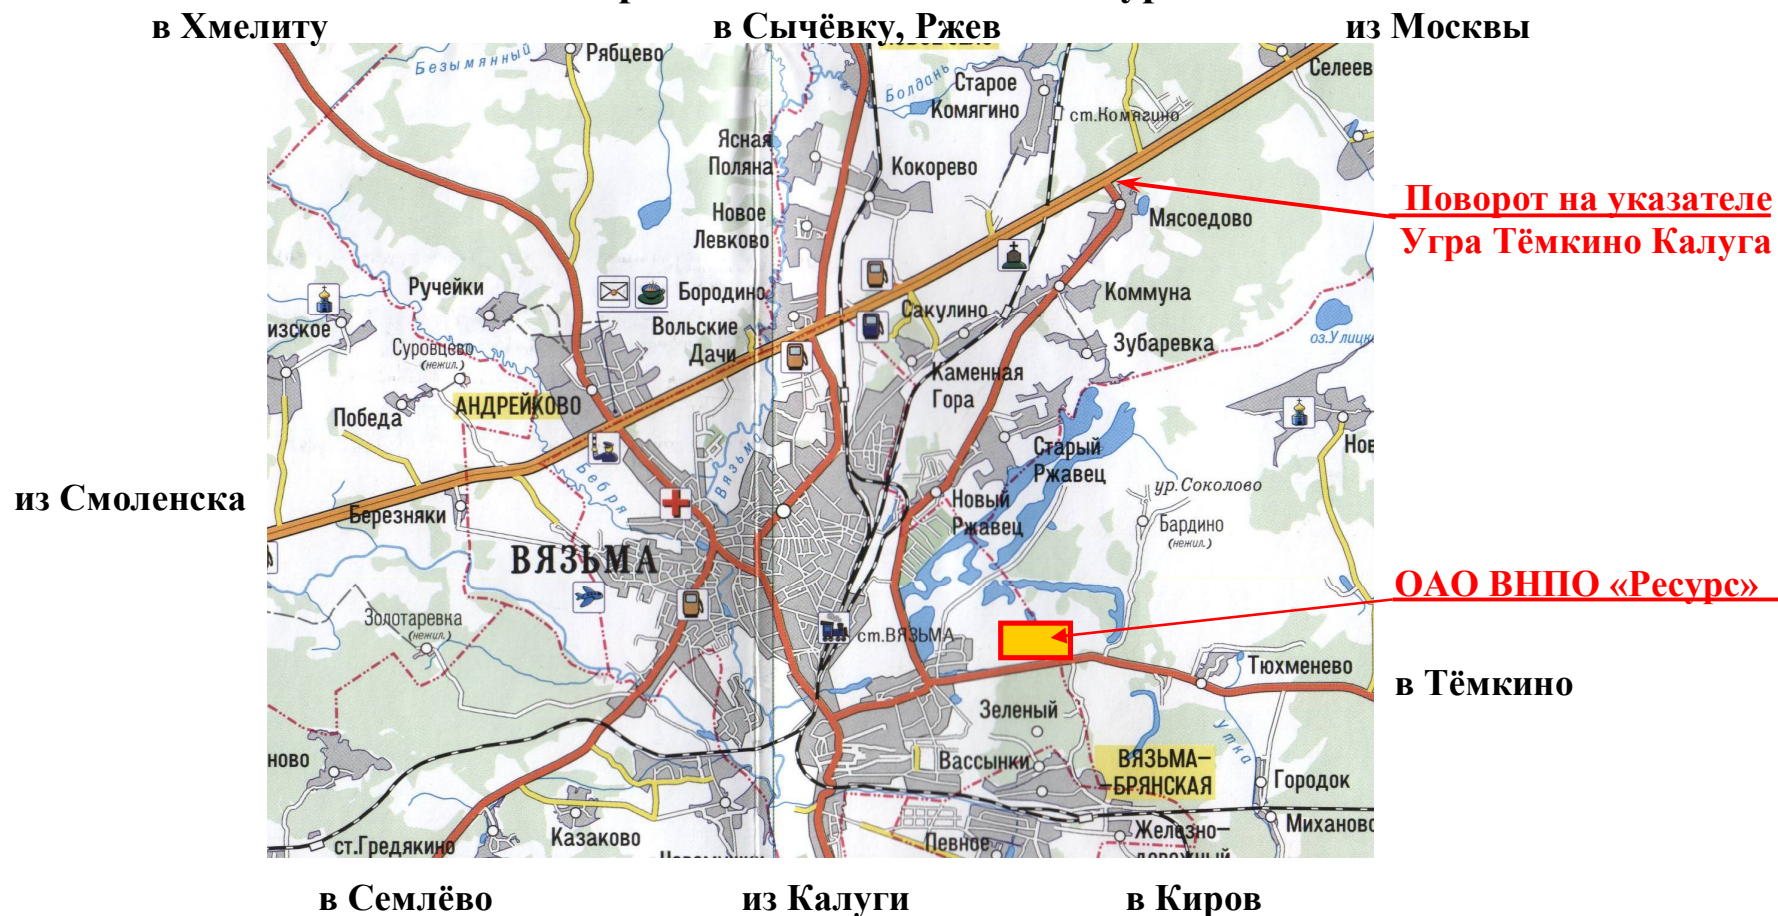 в Хмелиту
в Сычёвку, Ржев
из Москвы
Безымянный
Рябцево
Болдань
Старое
Комягино
ст.Комягино
Селеев
Ясная
Поляна
Кокорево
Поворот на указателе
Угра Тёмкино Калуга
Новое
Левково
Мясоедово
Ручейки
Бородино
Коммуна
изское
Вольские
Дачи
Сакулино
Суровцево
(нежил.)
Зубаревка
оз.Улицк
Каменная
Гора
Победа
АНДРЕЙКОВО
Старый
Ржавец
Нов
Вязьма
Бебря
из Смоленска
Березняки
Новый
Ржавец
ур.Соколово
Бардино
(нежил.)
ВЯЗЬМА
ОАО ВНПО «Ресурс»
Золотаревка
(нежил.)
ст.ВЯЗЬМА
Тюхменево
в Тёмкино
Зеленый
Утка
ново
Вассынки
ВЯЗЬМА–
БРЯНСКАЯ
Городок
ст.Гредякино
Казаково
Певное
Железно–
дорожный
Миханово
в Семлёво
из Калуги
в Киров